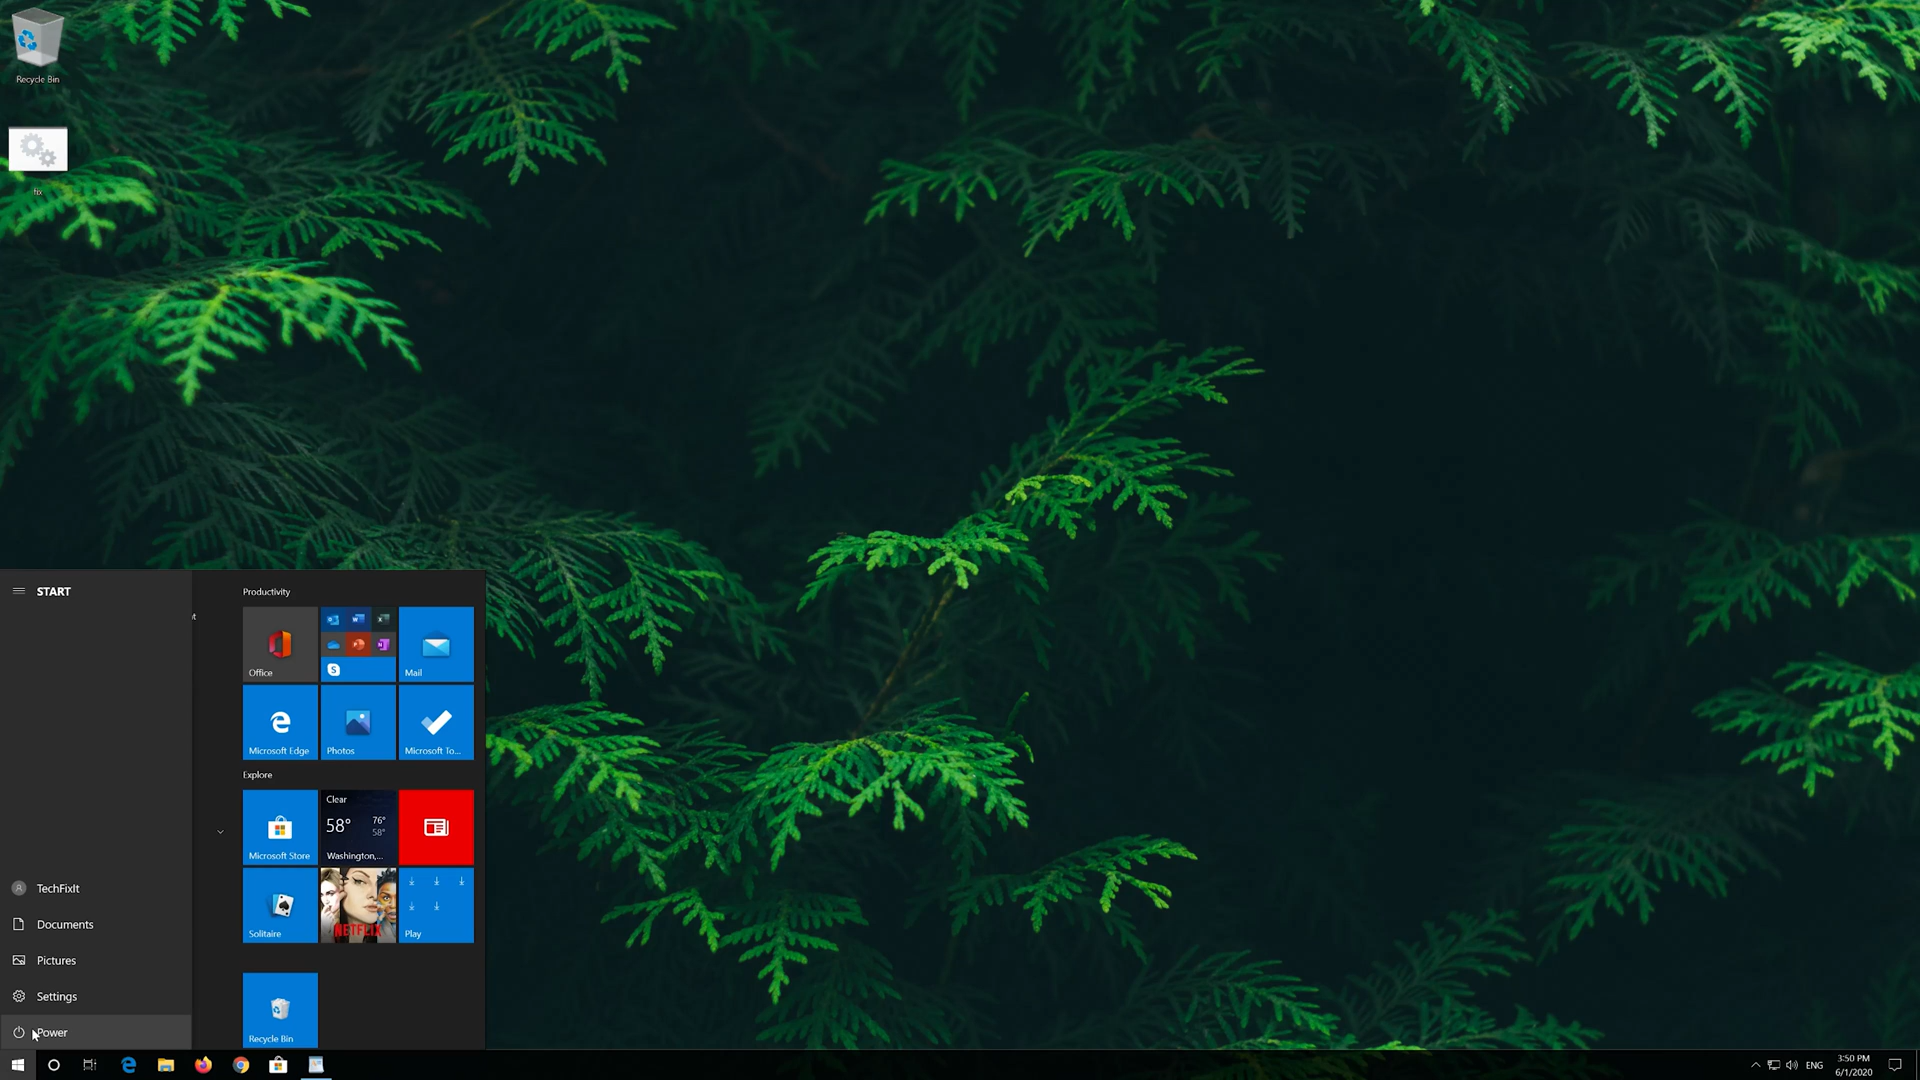 Recycle Bin
fix
START
Productivity
Office
Mail
Microsoft Edge
Photos
Microsoft To...
Explore
Microsoft Store
Clear
58°
76°
58°
Washington,...
Solitaire
NETFLIX
Play
TechFixIt
Documents
Pictures
Settings
Power
Recycle Bin
ENG
3:50 PM
6/1/2020